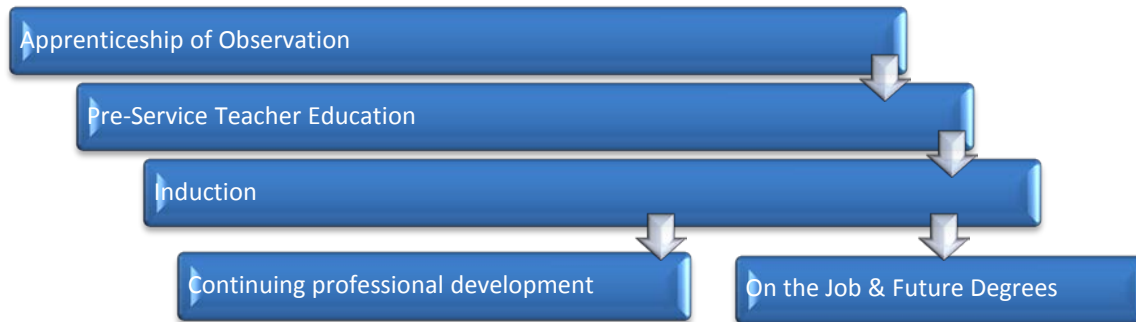 Apprenticeship of Observation
Pre-Service Teacher Education
Induction
Continuing professional development
On the Job & Future Degrees